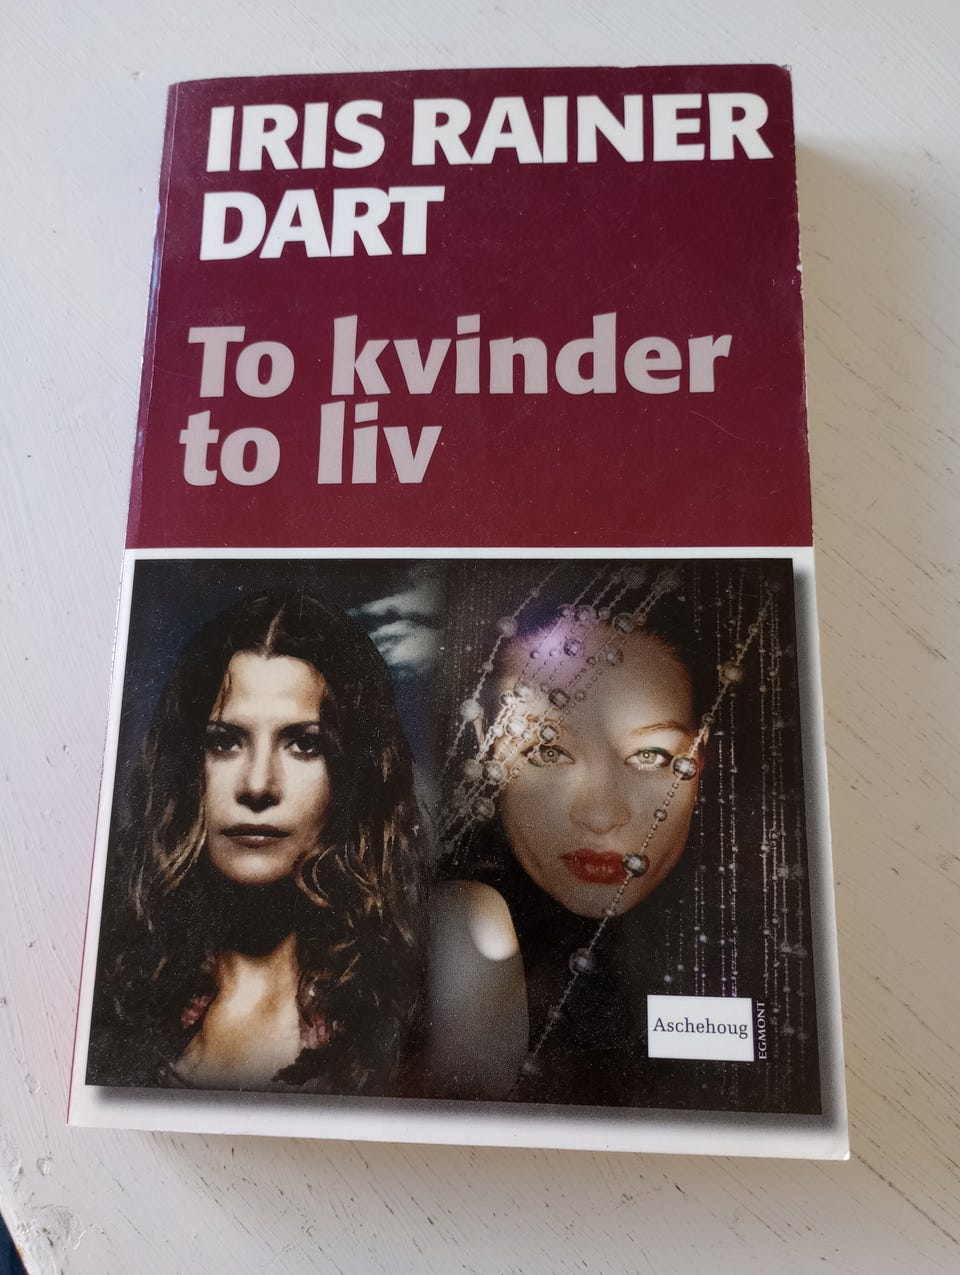 IRIS RAINER
DART
To kvinder
to liv
Aschehoug
EGMONT